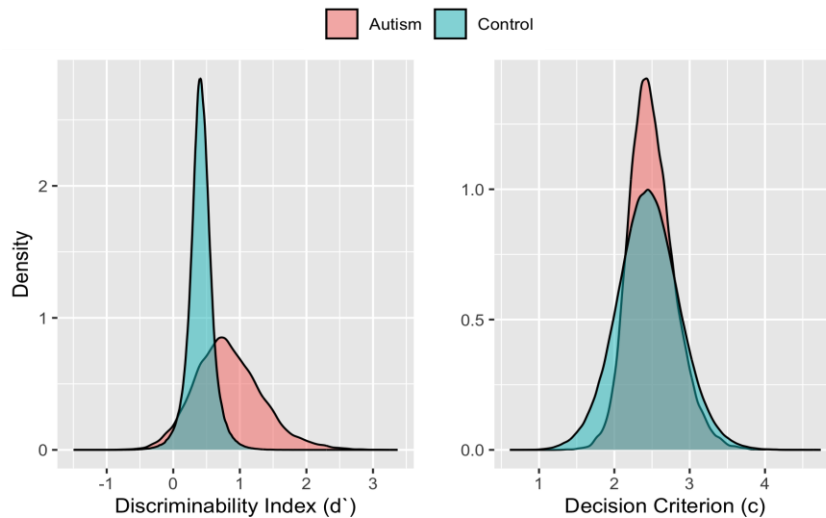 Autism Control
Density
2
1
0
-1 0 1 2 3
Discriminability Index (d`)
1.0
0.5
0.0
1 2 3 4
Decision Criterion (c)